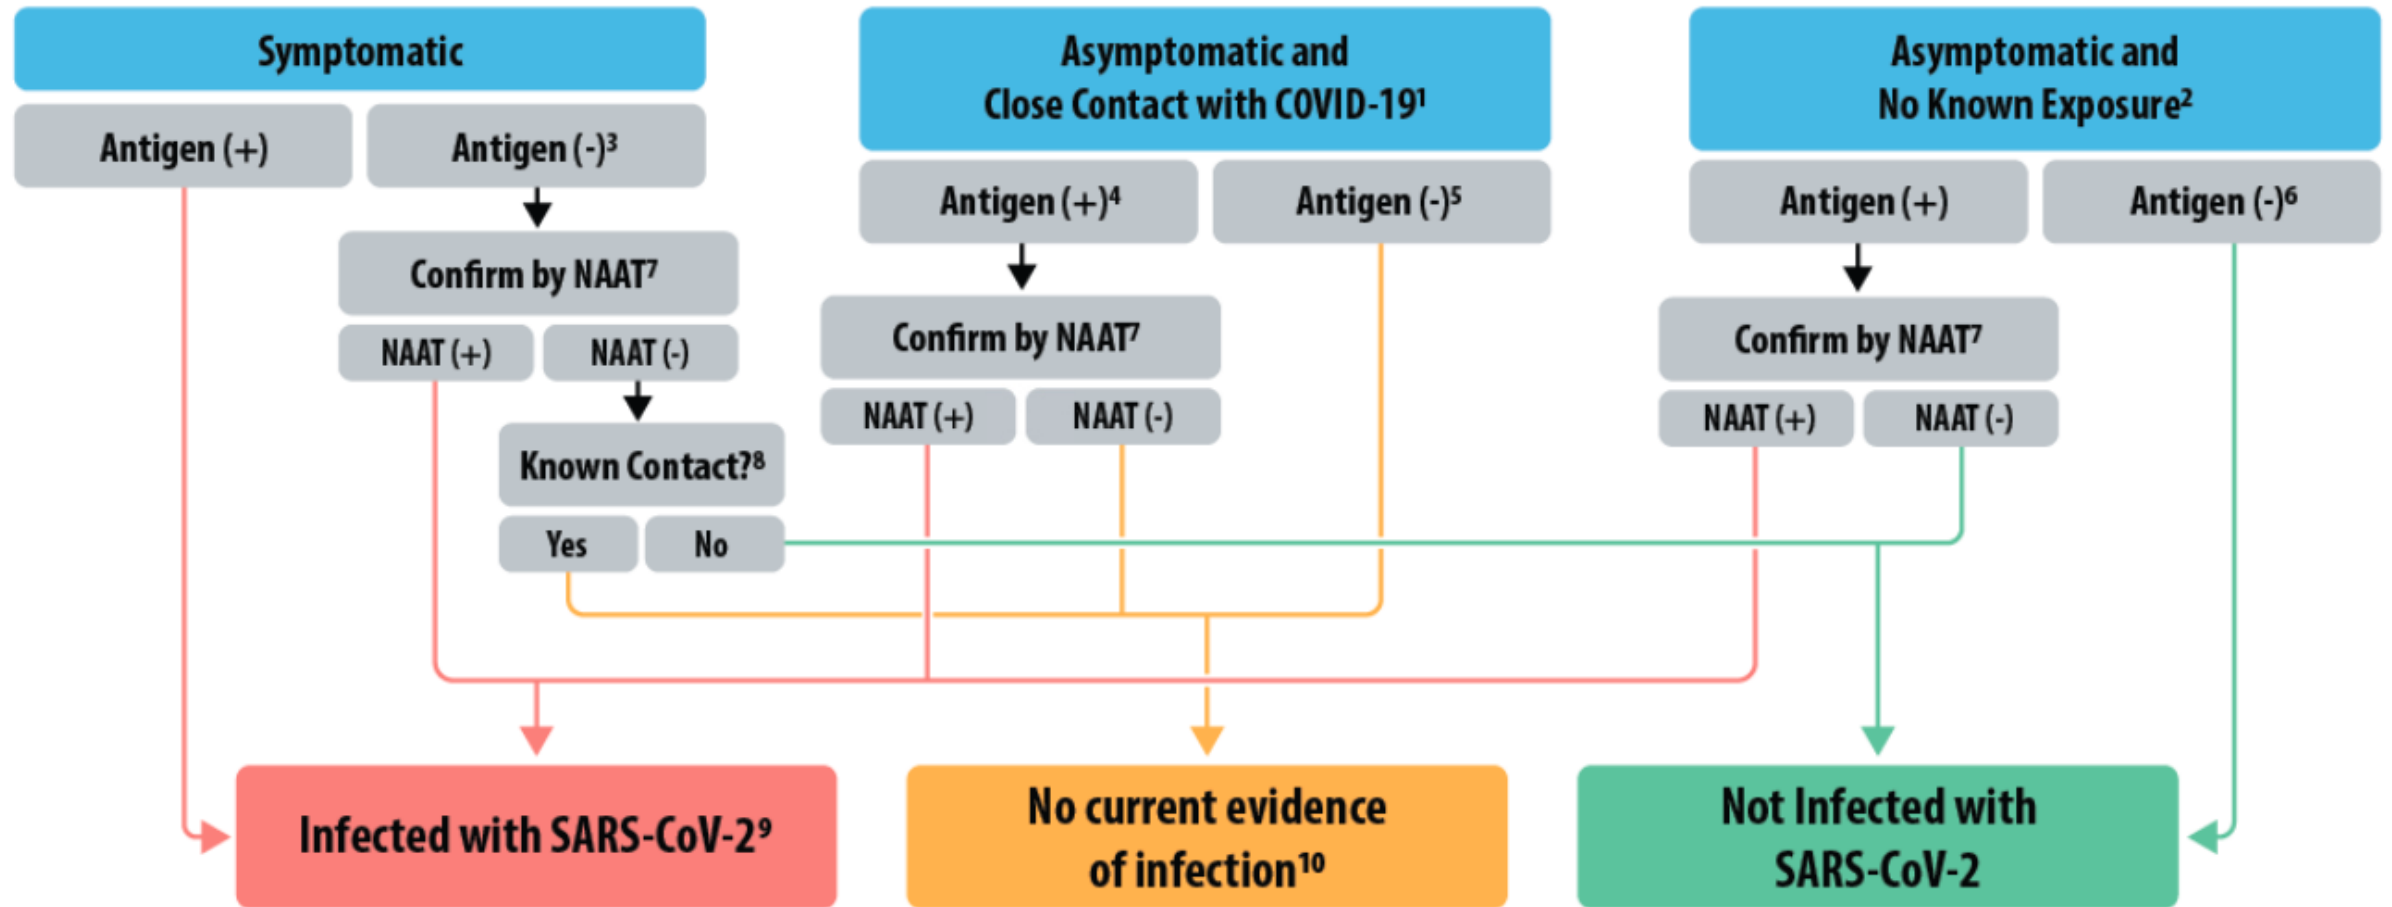 Symptomatic
Antigen (+)
Antigen (-)³
Confirm by NAAT⁷
NAAT (+)
NAAT (-)
Known Contact?⁸
Yes
No
Asymptomatic and
Close Contact with COVID-19¹
Antigen (+)⁴
Antigen (-)⁵
Confirm by NAAT⁷
NAAT (+)
NAAT (-)
Asymptomatic and
No Known Exposure²
Antigen (+)
Antigen (-)⁶
Confirm by NAAT⁷
NAAT (+)
NAAT (-)
Infected with SARS-CoV-2⁹
No current evidence
of infection¹⁰
Not Infected with
SARS-CoV-2